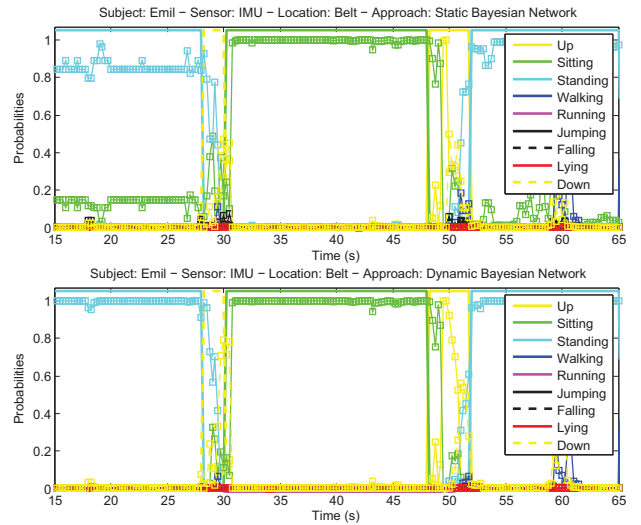 Subject: Emil − Sensor: IMU − Location: Belt − Approach: Static Bayesian Network
1
0.8
0.6
0.4
0.2
0
Probabilities
15 20 25 30 35 40 45 50 55 60 65
Time (s)
Up
Sitting
Standing
Walking
Running
Jumping
Falling
Lying
Down
Subject: Emil − Sensor: IMU − Location: Belt − Approach: Dynamic Bayesian Network
1
0.8
0.6
0.4
0.2
0
Probabilities
15 20 25 30 35 40 45 50 55 60 65
Time (s)
Up
Sitting
Standing
Walking
Running
Jumping
Falling
Lying
Down